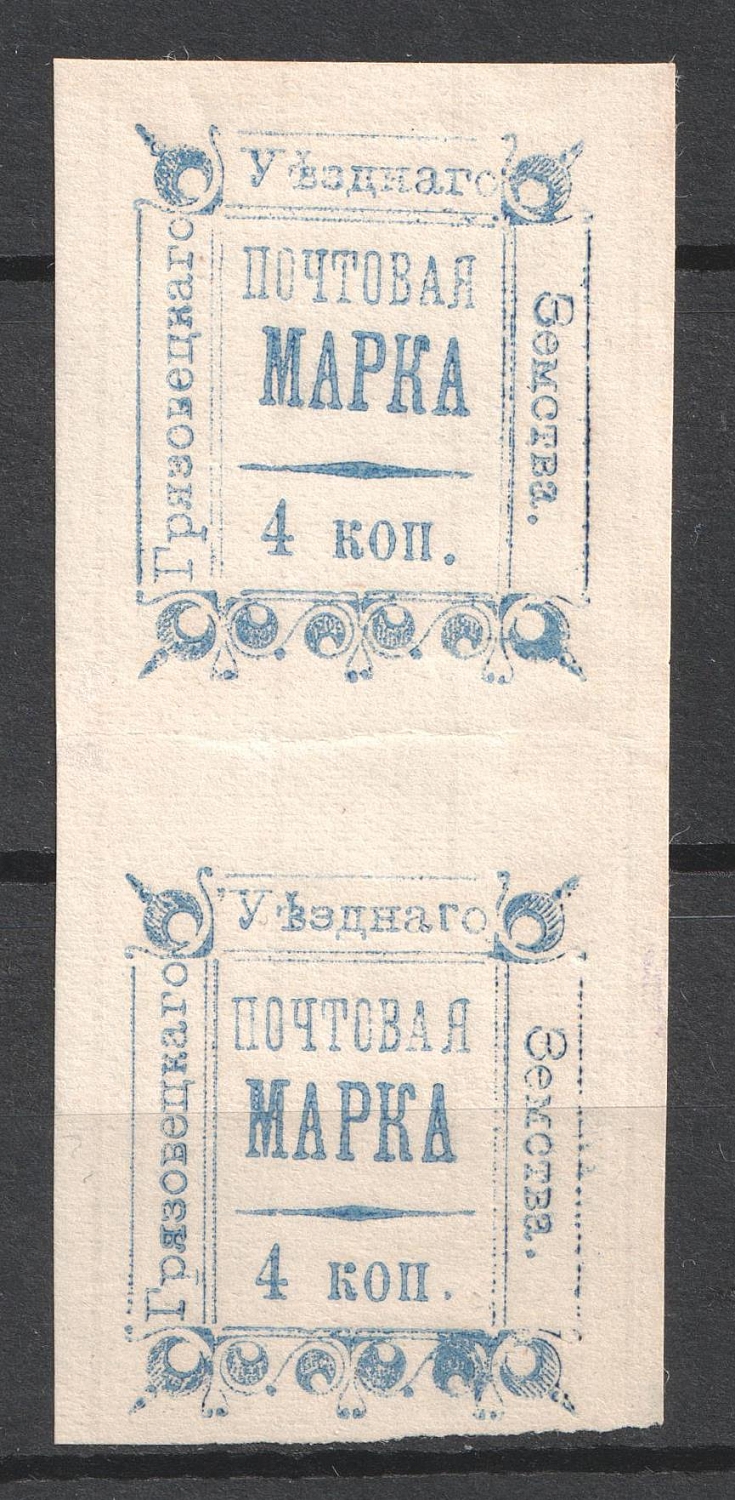 Грязовецкаго
Уѣзднаго
Земства.
ПОЧТОВАЯ
МАРКА
4 коп.
Грязовецкаго
Уѣзднаго
Земства.
ПОЧТОВАЯ
МАРКА
4 коп.